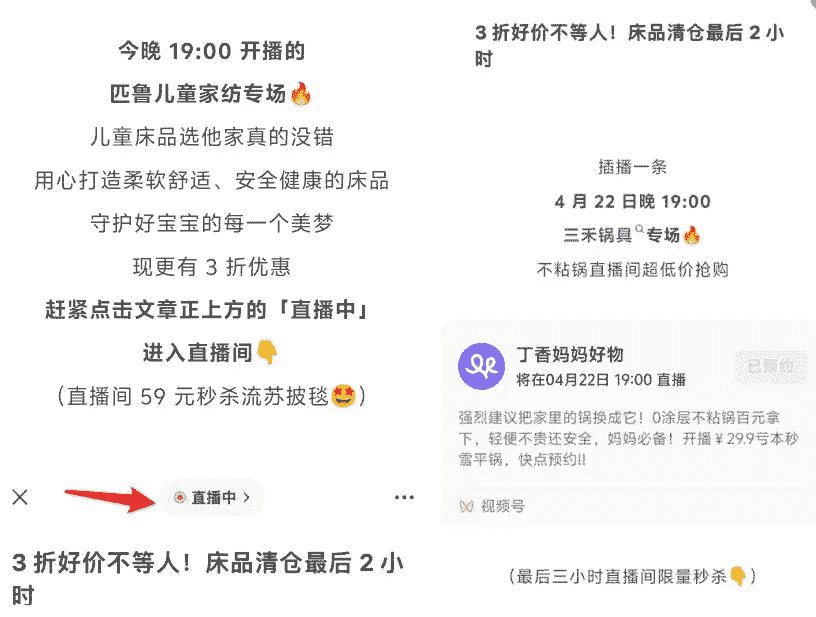 今晚 19:00 开播的
匹鲁儿童家纺专场🔥
儿童床品选他家真的没错
用心打造柔软舒适、安全健康的床品
守护好宝宝的每一个美梦
现更有 3 折优惠
赶紧点击文章正上方的「直播中」
进入直播间👇
（直播间 59 元秒杀流苏披毯🤩）
直播中
3 折好价不等人！床品清仓最后 2 小
时
3 折好价不等人！床品清仓最后 2 小
时
插播一条
4 月 22 日晚 19:00
三禾锅具专场🔥
不粘锅直播间超低价抢购
丁香妈妈好物
将在04月22日 19:00 直播
已预约
强烈建议把家里的锅换成它！0涂层不粘锅百元拿
下，轻便不贵还安全，妈妈必备！开播￥29.9亏本秒
雪平锅，快点预约!!
视频号
（最后三小时直播间限量秒杀👇）